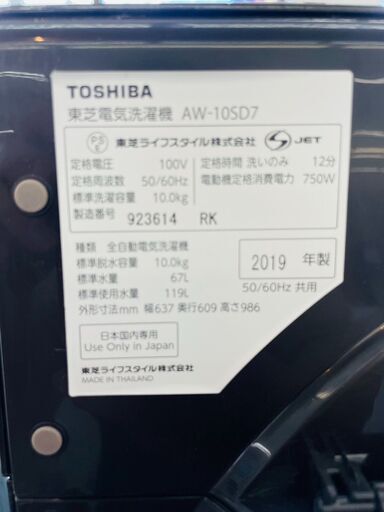 TOSHIBA
東芝電気洗濯機 AW-10SD7
PS E 東芝ライフスタイル株式会社 S JET
定格電圧 100V 定格時間 洗いのみ 12分
定格周波数 50/60Hz 電動機定格消費電力 750W
標準洗濯容量 10.0kg
製造番号 923614 RK
種類 全自動電気洗濯機
標準脱水容量 10.0kg
標準水量 67L
標準使用水量 119L
2019 年製
50/60Hz 共用
外形寸法mm 幅637 奥行609 高さ986
日本国内専用
Use Only in Japan
東芝ライフスタイル株式会社
MADE IN THAILAND